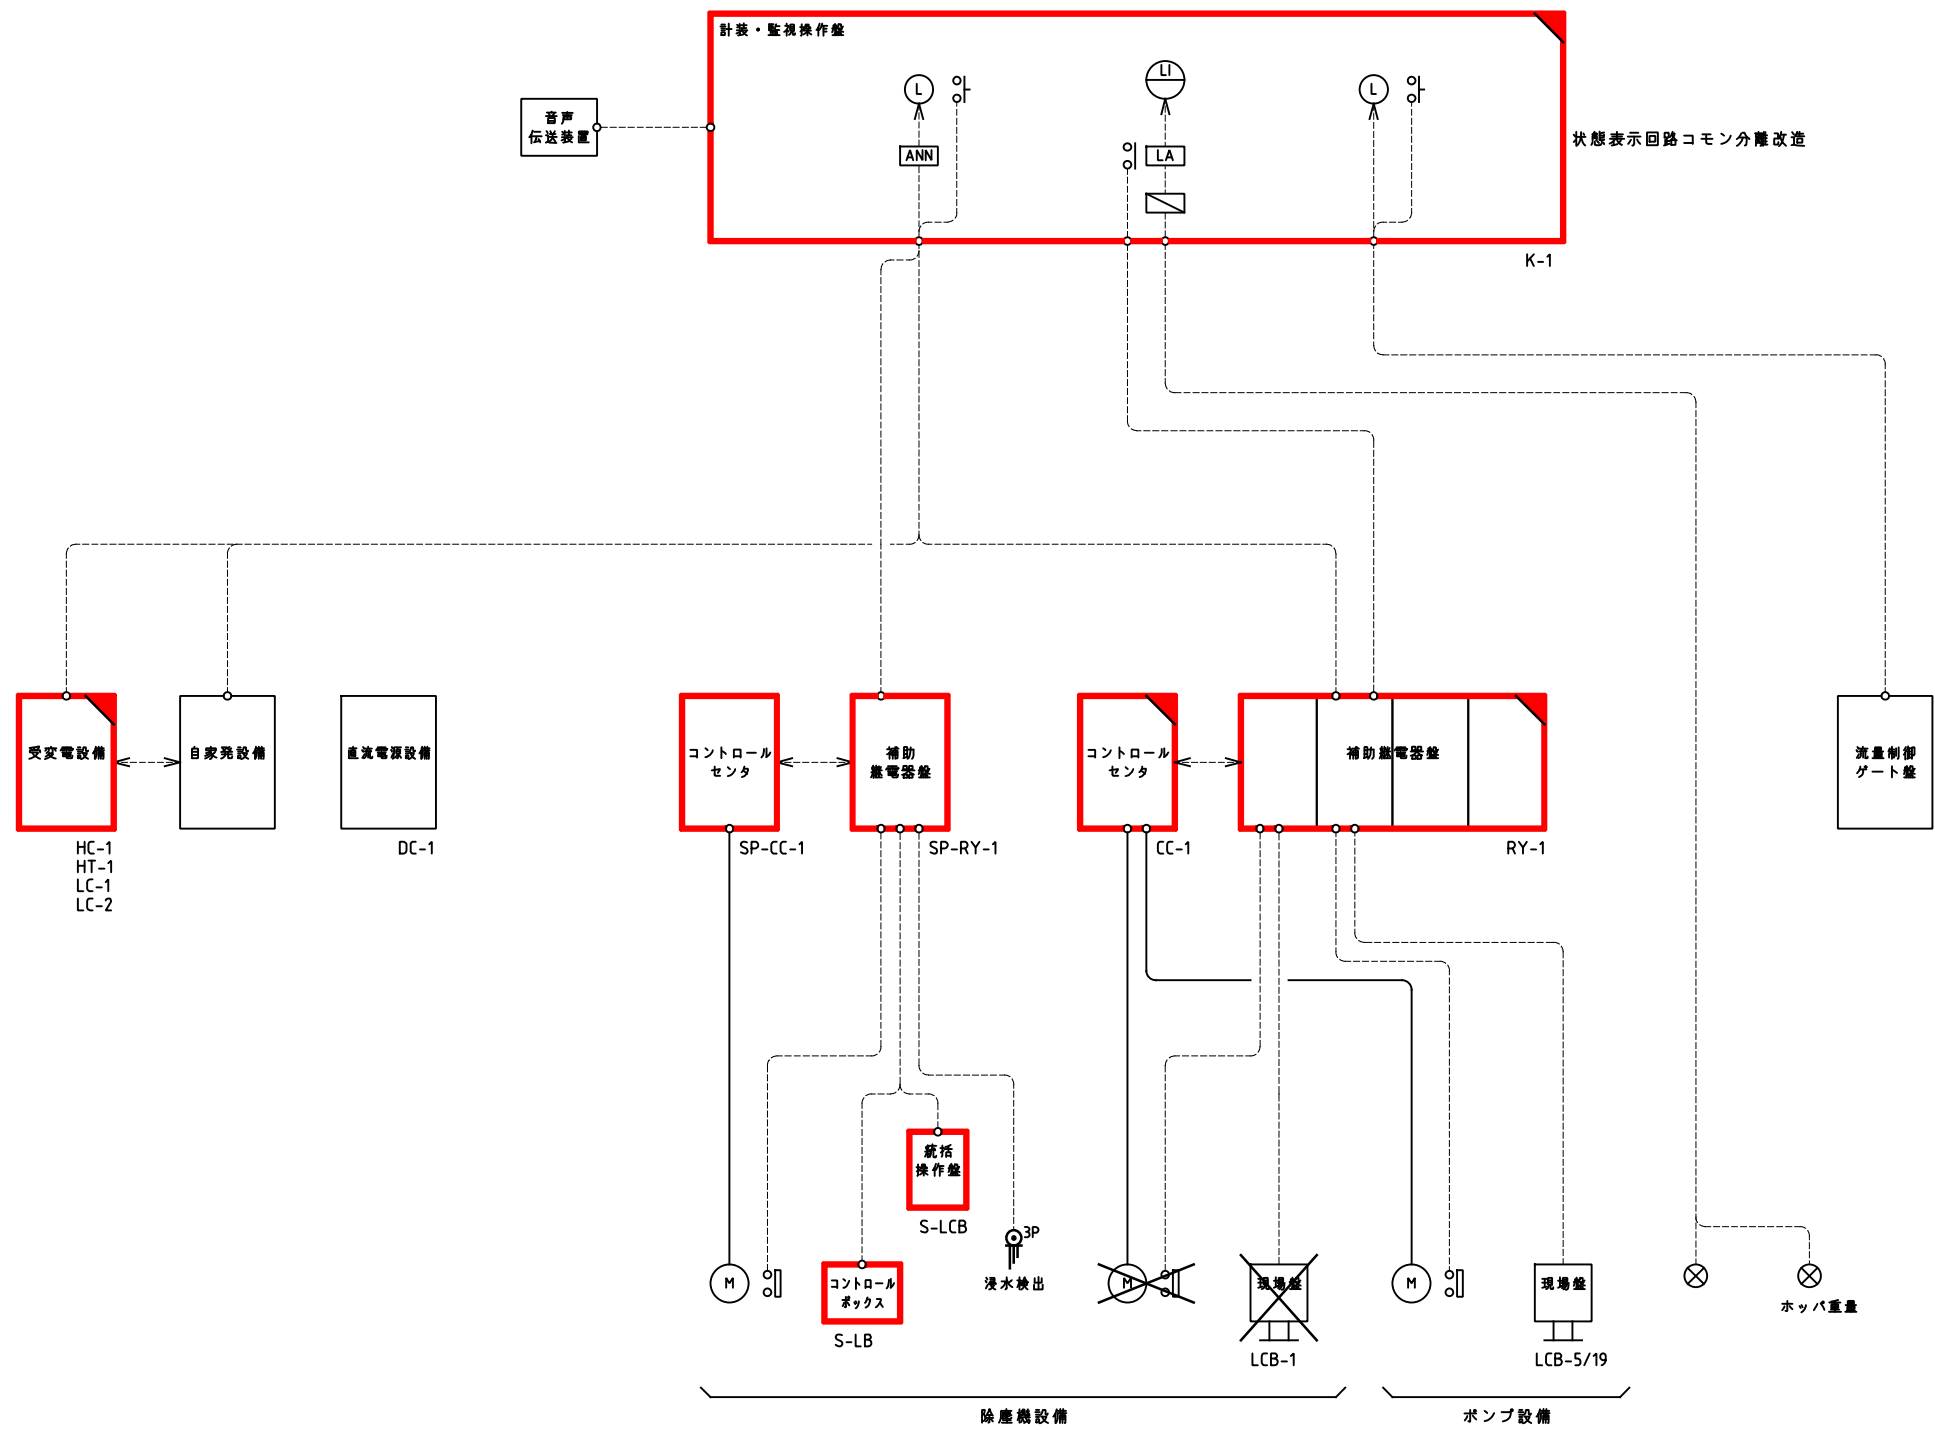 計装・監視操作盤
L
LI
L
音声
伝送装置
ANN
LA
状態表示回路コモン分離改造
K-1
受変電設備
自家発設備
直流電源設備
コントロール
センタ
補助
継電器盤
コントロール
センタ
補助継電器盤
流量制御
ゲート盤
HC-1
HT-1
LC-1
LC-2
DC-1
SP-CC-1
SP-RY-1
CC-1
RY-1
統括
操作盤
S-LCB
3P
浸水検出
M
コントロール
ボックス
S-LB
M
現場盤
LCB-1
M
現場盤
LCB-5/19
ホッパ重量
除塵機設備
ポンプ設備